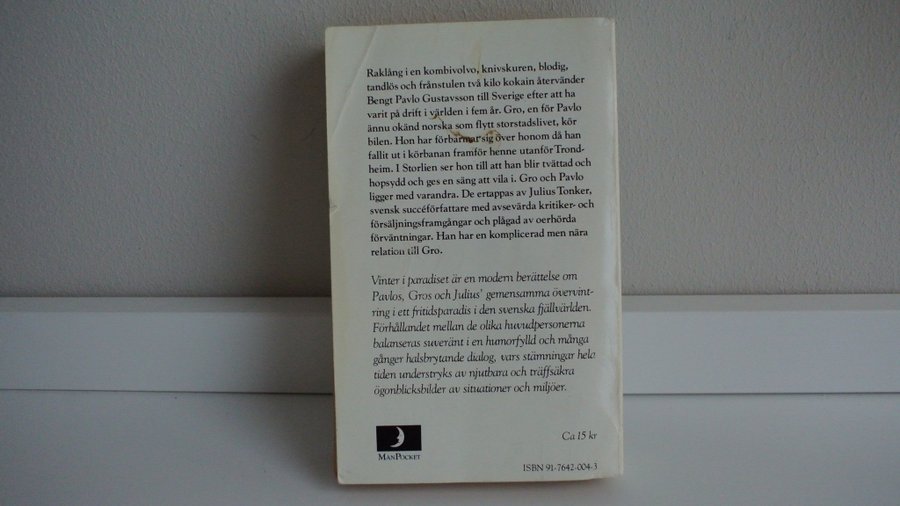 Raklång i en kombivolvo, knivskuren, blodig,
tandlös och frånstulen två kilo kokain återvänder
Bengt Pavlo Gustavsson till Sverige efter att ha
varit på drift i världen i fem år. Gro, en för Pavlo
ännu okänd norska som flytt storstadslivet, kör
bilen. Hon har förbarmat sig över honom då han
fallit ut i körbanan framför henne utanför Trond-
heim. I Storlien ser hon till att han blir tvättad och
hopsydd och ges en säng att vila i. Gro och Pavlo
ligger med varandra. De ertappas av Julius Tonker,
svensk succéförfattare med avsevärda kritiker- och
försäljningsframgångar och plågad av oerhörda
förväntningar. Han har en komplicerad men nära
relation till Gro.
Vinter i paradiset är en modern berättelse om
Pavlos, Gros och Julius' gemensamma övervint-
ring i ett fritidsparadis i den svenska fjällvärlden.
Förhållandet mellan de olika huvudpersonerna
balanseras suveränt i en humorfylld och många
gånger halsbrytande dialog, vars stämningar hela
tiden understryks av njutbara och träffsäkra
ögonblicksbilder av situationer och miljöer.
Ca 15 kr
MANPOCKET
ISBN 91-7642-004-3